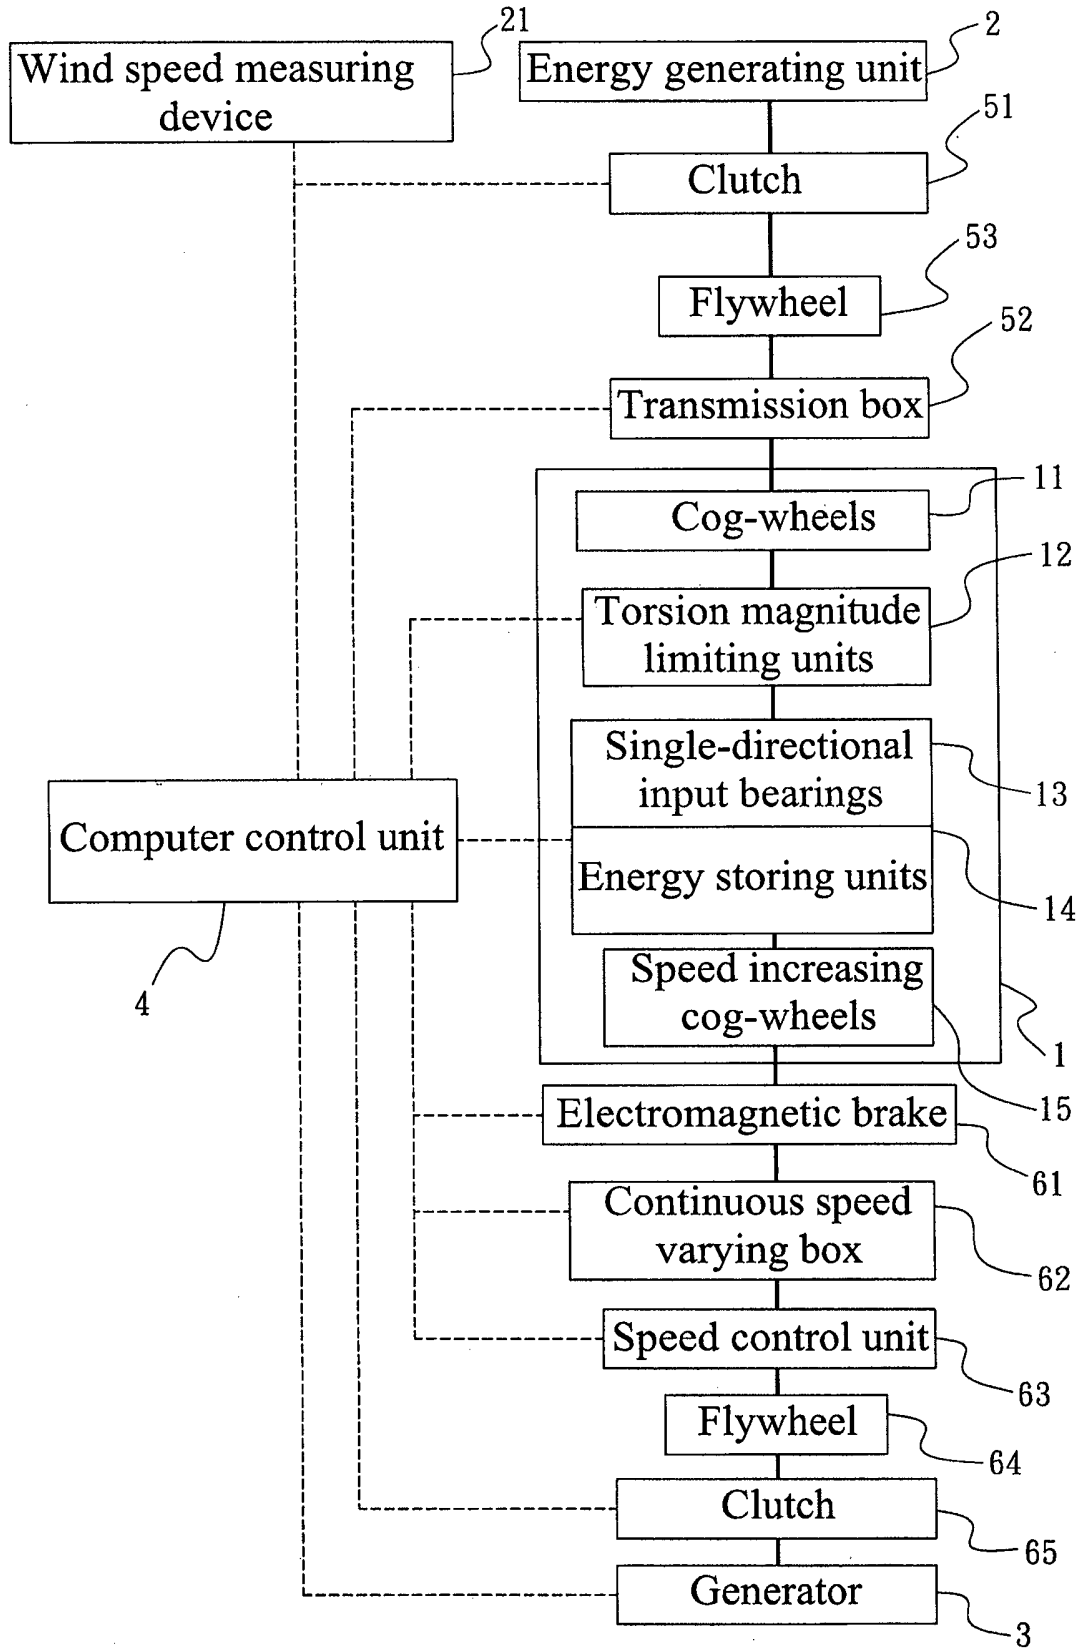 21
2
Wind speed measuring
device
Energy generating unit
51
Clutch
53
Flywheel
52
Transmission box
11
Cog-wheels
12
Torsion magnitude
limiting units
Single-directional
input bearings
13
Computer control unit
Energy storing units
14
4
Speed increasing
cog-wheels
1
15
Electromagnetic brake
61
Continuous speed
varying box
62
Speed control unit
63
Flywheel
64
Clutch
65
Generator
3